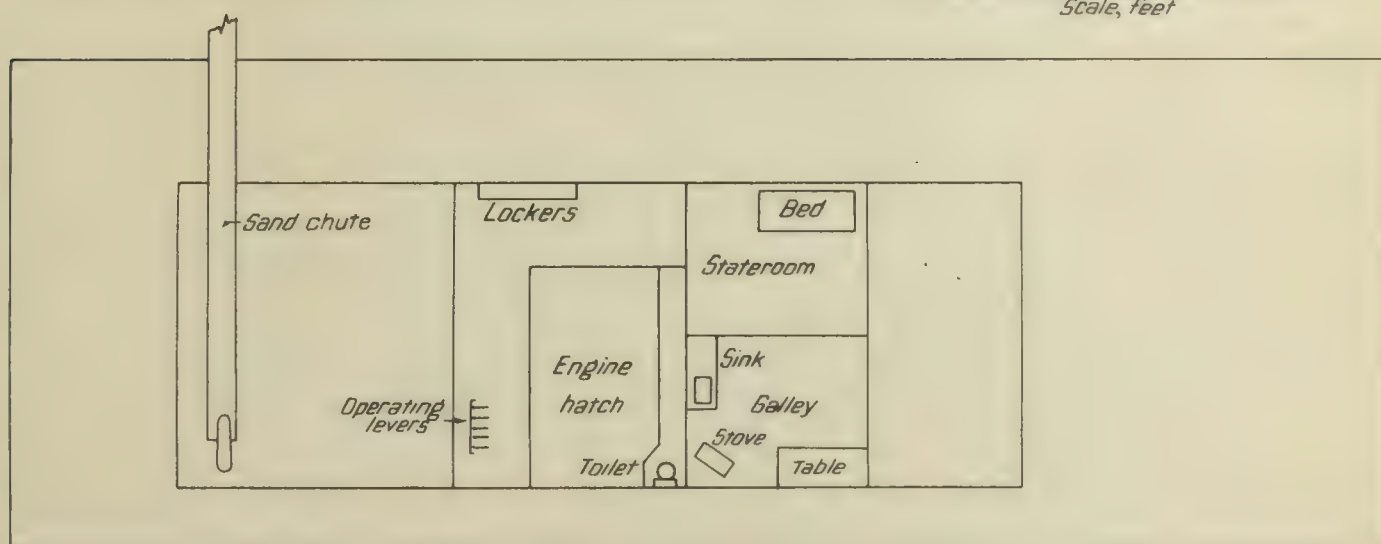 Scale, feet
Sand chute
Lockers
Bed
Stateroom
Engine
hatch
Sink
Operating
levers
Galley
Stove
Toilet
Table